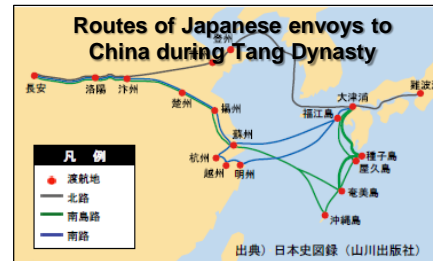 Routes of Japanese envoys to
China during Tang Dynasty
登州
長安
洛陽
汴州
楚州
揚州
蘇州
杭州
越州
明州
大津浦
難波津
福江島
種子島
屋久島
奄美島
沖縄島
凡 例
渡航地
北路
南島路
南路
出典）日本史図録（山川出版社）